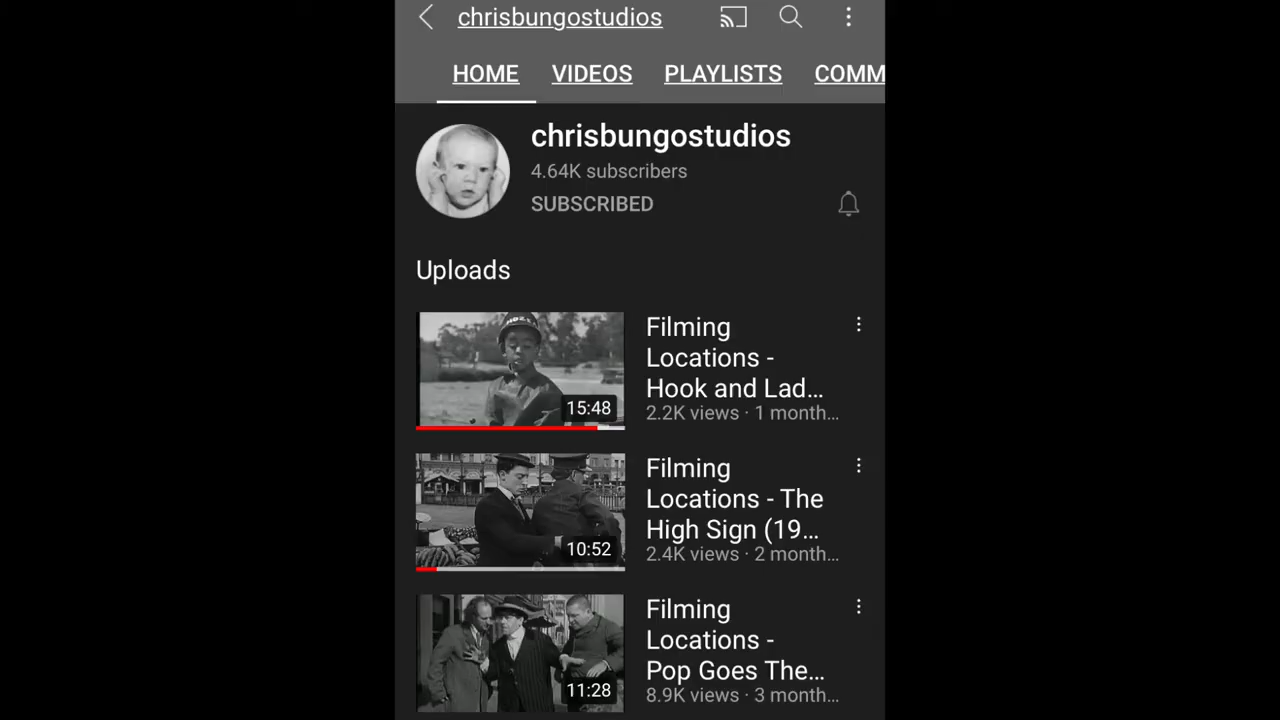 chrisbungostudios
HOME VIDEOS PLAYLISTS COMM
chrisbungostudios
4.64K subscribers
SUBSCRIBED
Uploads
Filming
Locations -
Hook and Lad...
15:48
2.2K views · 1 month...
Filming
Locations - The
High Sign (19...
10:52
2.4K views · 2 month...
Filming
Locations -
Pop Goes The...
11:28
8.9K views · 3 month...